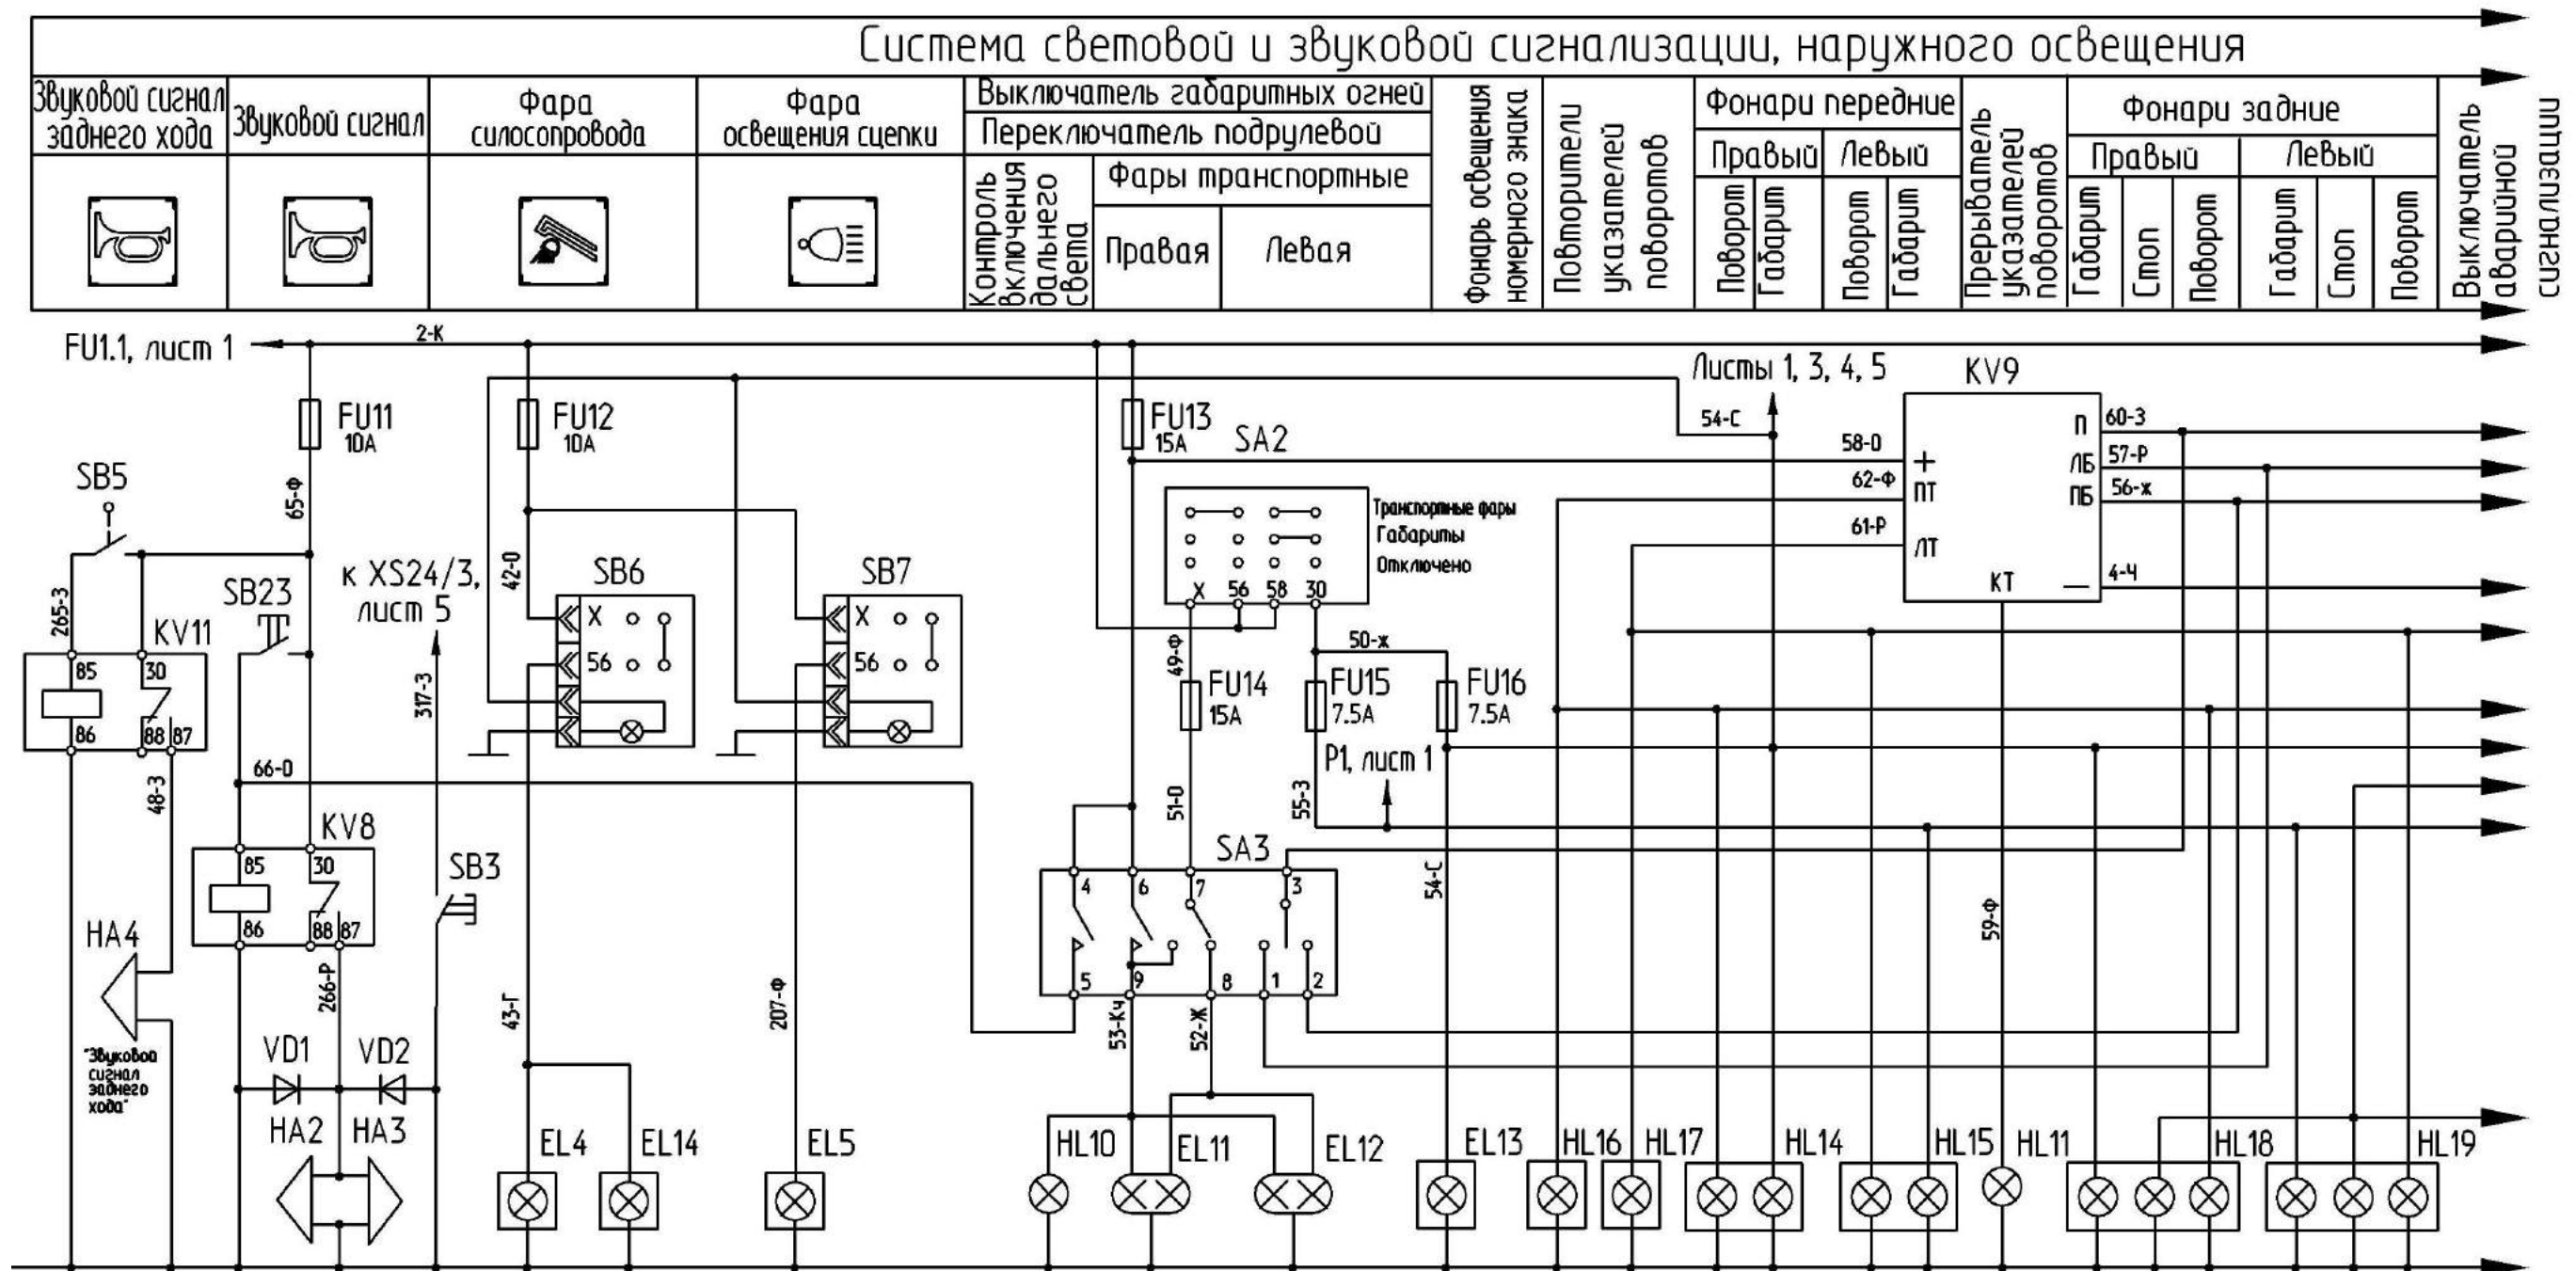 Система световой и звуковой сигнализации, наружного освещения
Звуковой сигнал
заднего хода
Звуковой сигнал
Фара
силосопровода
Фара
освещения сцепки
Выключатель габаритных огней
Переключатель подрулевой
Контроль
включения
дальнего
света
Фары транспортные
Правая
Левая
Фонарь освещения
номерного знака
Повторители
указателей
поворотов
Фонари передние
Правый
Левый
Поворот
Габарит
Поворот
Габарит
Прерыватель
указателей
поворотов
Фонари задние
Правый
Левый
Габарит
Стоп
Поворот
Габарит
Стоп
Поворот
Выключатель
аварийной
сигнализации
FU1.1, лист 1
2-К
Листы 1, 3, 4, 5
KV9
FU11
10А
FU12
10А
FU13
15А
SA2
54-С
58-О
+
П
60-З
62-Ф
ПТ
ЛБ
57-Р
ПБ
56-ж
61-Р
ЛТ
КТ
—
4-Ч
SB5
65-Ф
Транспортные фары
Габариты
Отключено
X
56
58
30
265-З
SB23
к XS24/3,
лист 5
42-О
SB6
X
56
SB7
X
56
KV11
85
30
86
88
87
317-З
49-Ф
50-ж
FU14
15А
FU15
7.5А
FU16
7.5А
Р1, лист 1
66-О
48-З
51-О
55-З
KV8
85
30
86
88
87
SB3
SA3
4
6
7
3
5
9
8
1
2
54-С
59-Ф
HA4
"Звуковой
сигнал
заднего
хода"
266-Р
43-Г
207-Ф
53-Кч
52-Ж
VD1
VD2
HA2
HA3
EL4
EL14
EL5
HL10
EL11
EL12
EL13
HL16
HL17
HL14
HL15
HL11
HL18
HL19